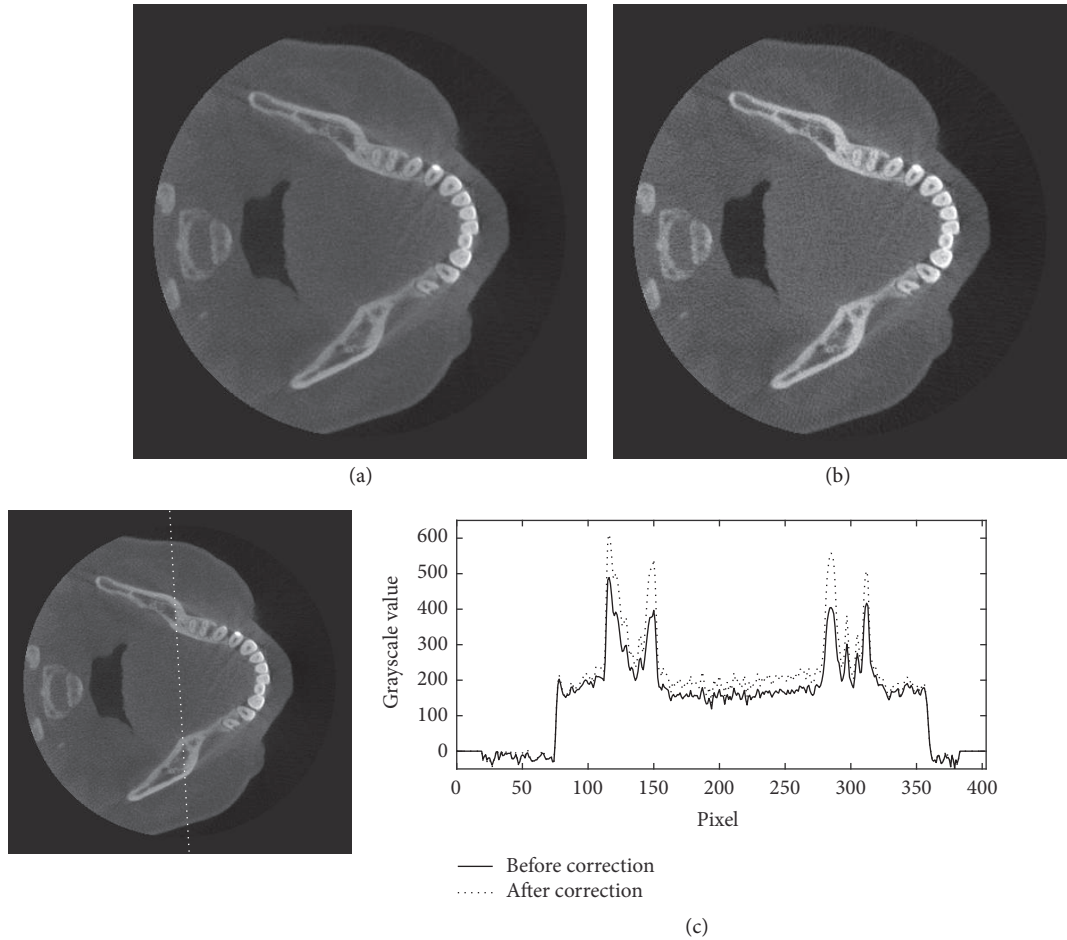 (a)
(b)
600
500
400
300
200
100
0
Grayscale value
0 50 100 150 200 250 300 350 400
Pixel
Before correction
After correction
(c)